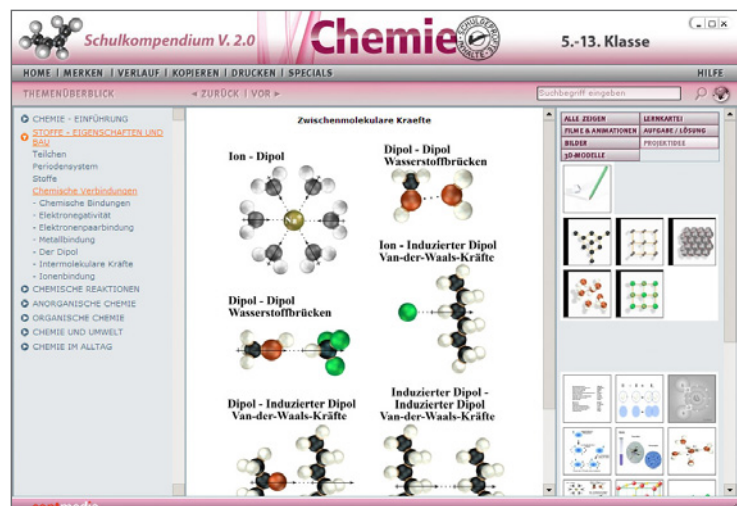 Schulkompendium V. 2.0
Chemie
SCHULGEPRÜFTE INHALTE
5.-13. Klasse
HOME | MERKEN | VERLAUF | KOPIEREN | DRUCKEN | SPECIALS
HILFE
THEMENÜBERBLICK
◄ ZURÜCK | VOR ►
Suchbegriff eingeben
CHEMIE - EINFÜHRUNG
STOFFE - EIGENSCHAFTEN UND
BAU
Teilchen
Periodensystem
Stoffe
Chemische Verbindungen
- Chemische Bindungen
- Elektronegativität
- Elektronenpaarbindung
- Metallbindung
- Der Dipol
- Intermolekulare Kräfte
- Ionenbindung
CHEMISCHE REAKTIONEN
ANORGANISCHE CHEMIE
ORGANISCHE CHEMIE
CHEMIE UND UMWELT
CHEMIE IM ALLTAG
Zwischenmolekulare Kraefte
Ion - Dipol
Dipol - Dipol
Wasserstoffbrücken
Ion - Induzierter Dipol
Van-der-Waals-Kräfte
Dipol - Dipol
Wasserstoffbrücken
Dipol - Induzierter Dipol
Van-der-Waals-Kräfte
Induzierter Dipol -
Induzierter Dipol
Van-der-Waals-Kräfte
ALLE ZEIGEN
LERNKARTEI
FILME & ANIMATIONEN
AUFGABE / LÖSUNG
BILDER
PROJEKTIDEE
3D-MODELLE